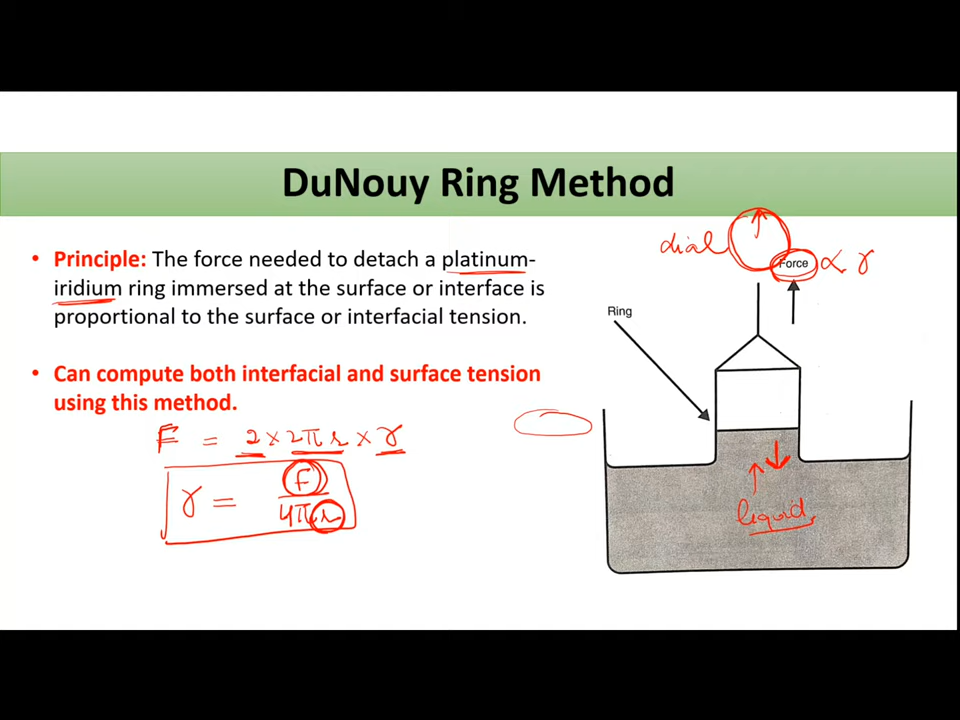 DuNouy Ring Method
• Principle: The force needed to detach a platinum-
iridium ring immersed at the surface or interface is
proportional to the surface or interfacial tension.
• Can compute both interfacial and surface tension
using this method.
F = 2 × 2πr × γ
γ = F / 4πr
dial
Force ∝ γ
Ring
liquid